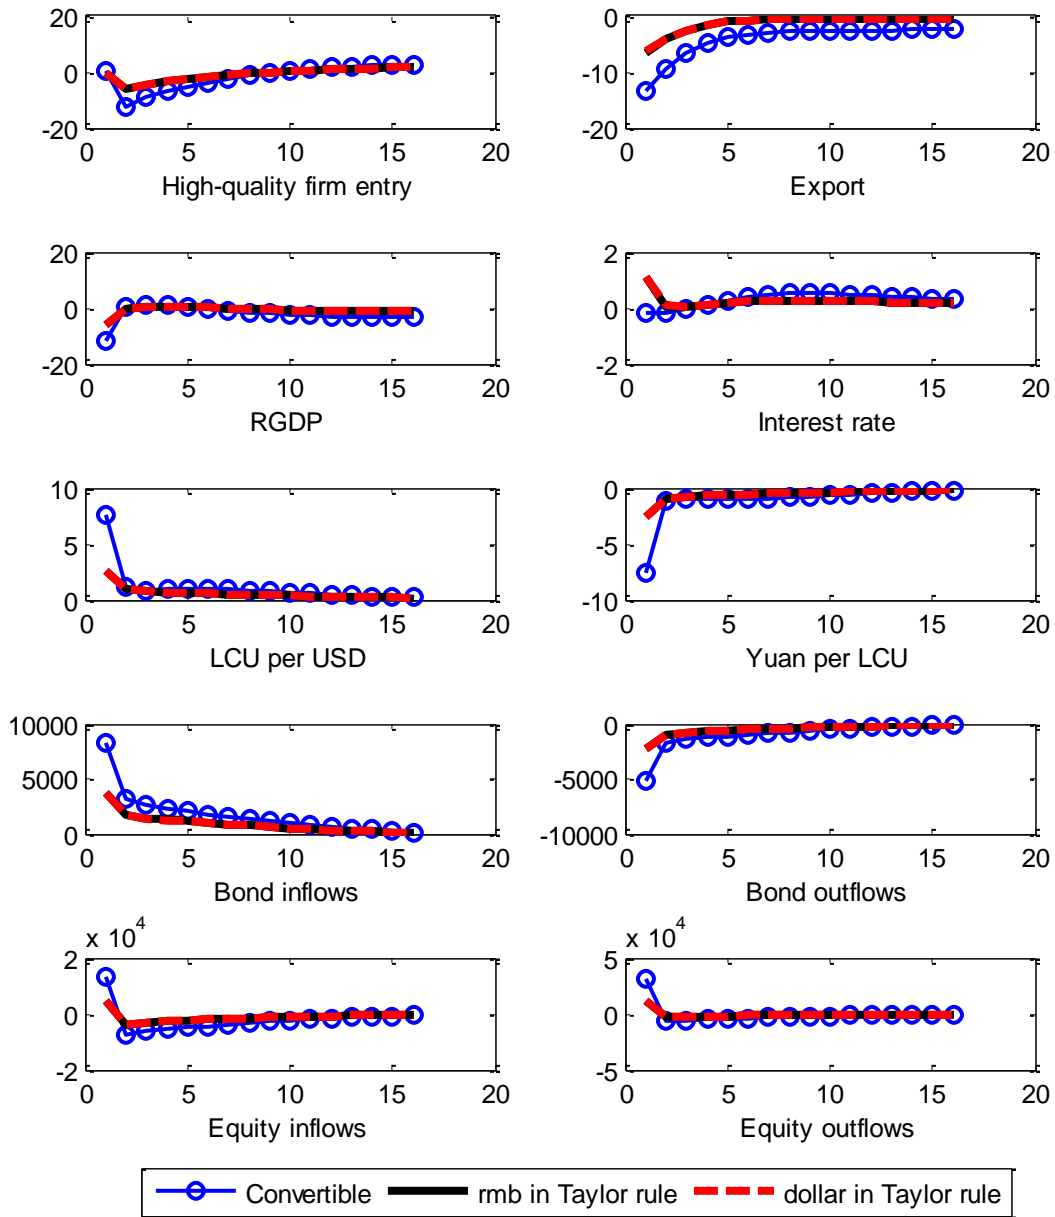 20
0
-20
0 5 10 15 20
High-quality firm entry
0
-10
-20
0 5 10 15 20
Export
20
0
-20
0 5 10 15 20
RGDP
2
0
2
0 5 10 15 20
Interest rate
10
5
0
0 5 10 15 20
LCU per USD
0
-5
-10
0 5 10 15 20
Yuan per LCU
10000
5000
0
0 5 10 15 20
Bond inflows
0
-5000
-10000
0 5 10 15 20
Bond outflows
x 10^4
2
0
-2
0 5 10 15 20
Equity inflows
x 10^4
5
0
-5
0 5 10 15 20
Equity outflows
Convertible rmb in Taylor rule dollar in Taylor rule